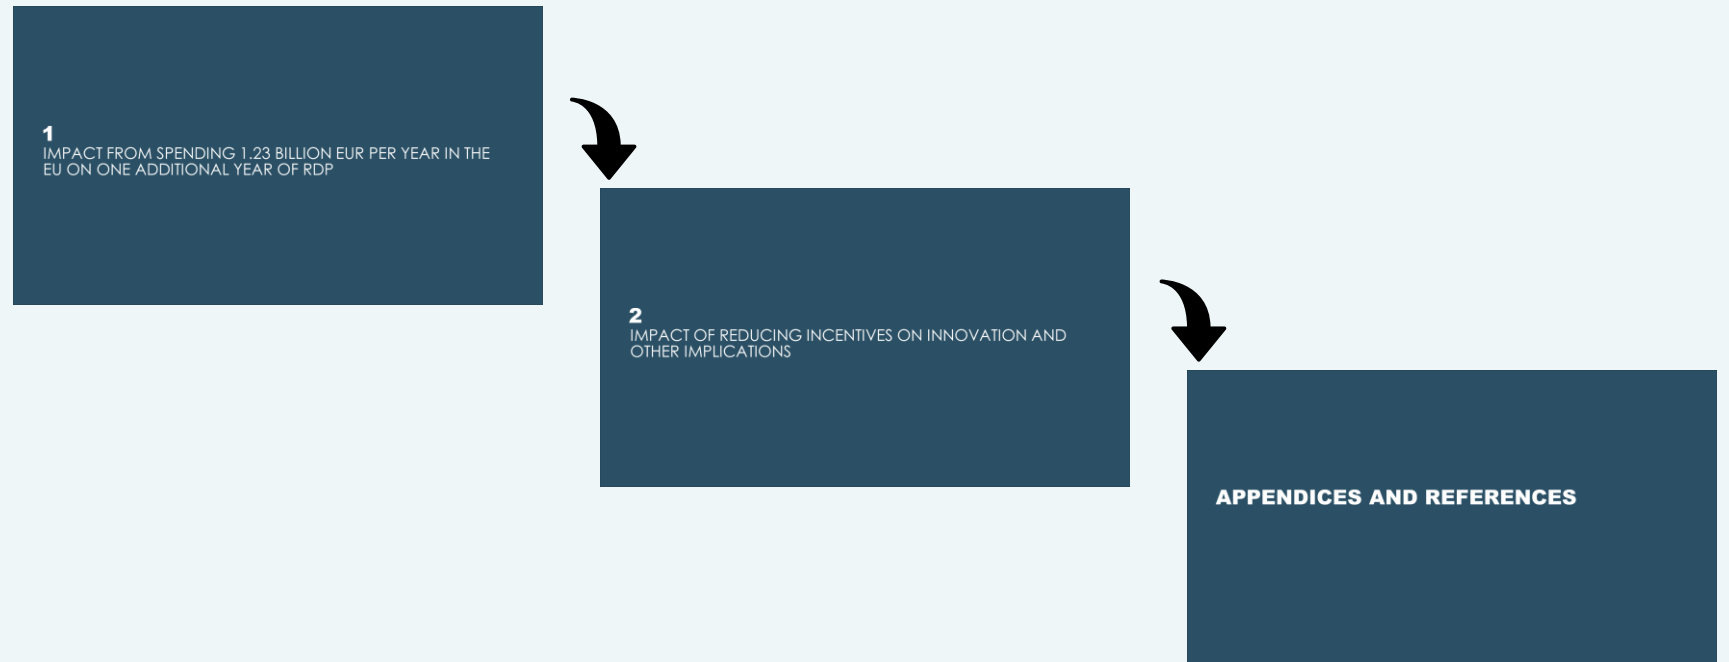 1
IMPACT FROM SPENDING 1.23 BILLION EUR PER YEAR IN THE
EU ON ONE ADDITIONAL YEAR OF RDP
2
IMPACT OF REDUCING INCENTIVES ON INNOVATION AND
OTHER IMPLICATIONS
APPENDICES AND REFERENCES